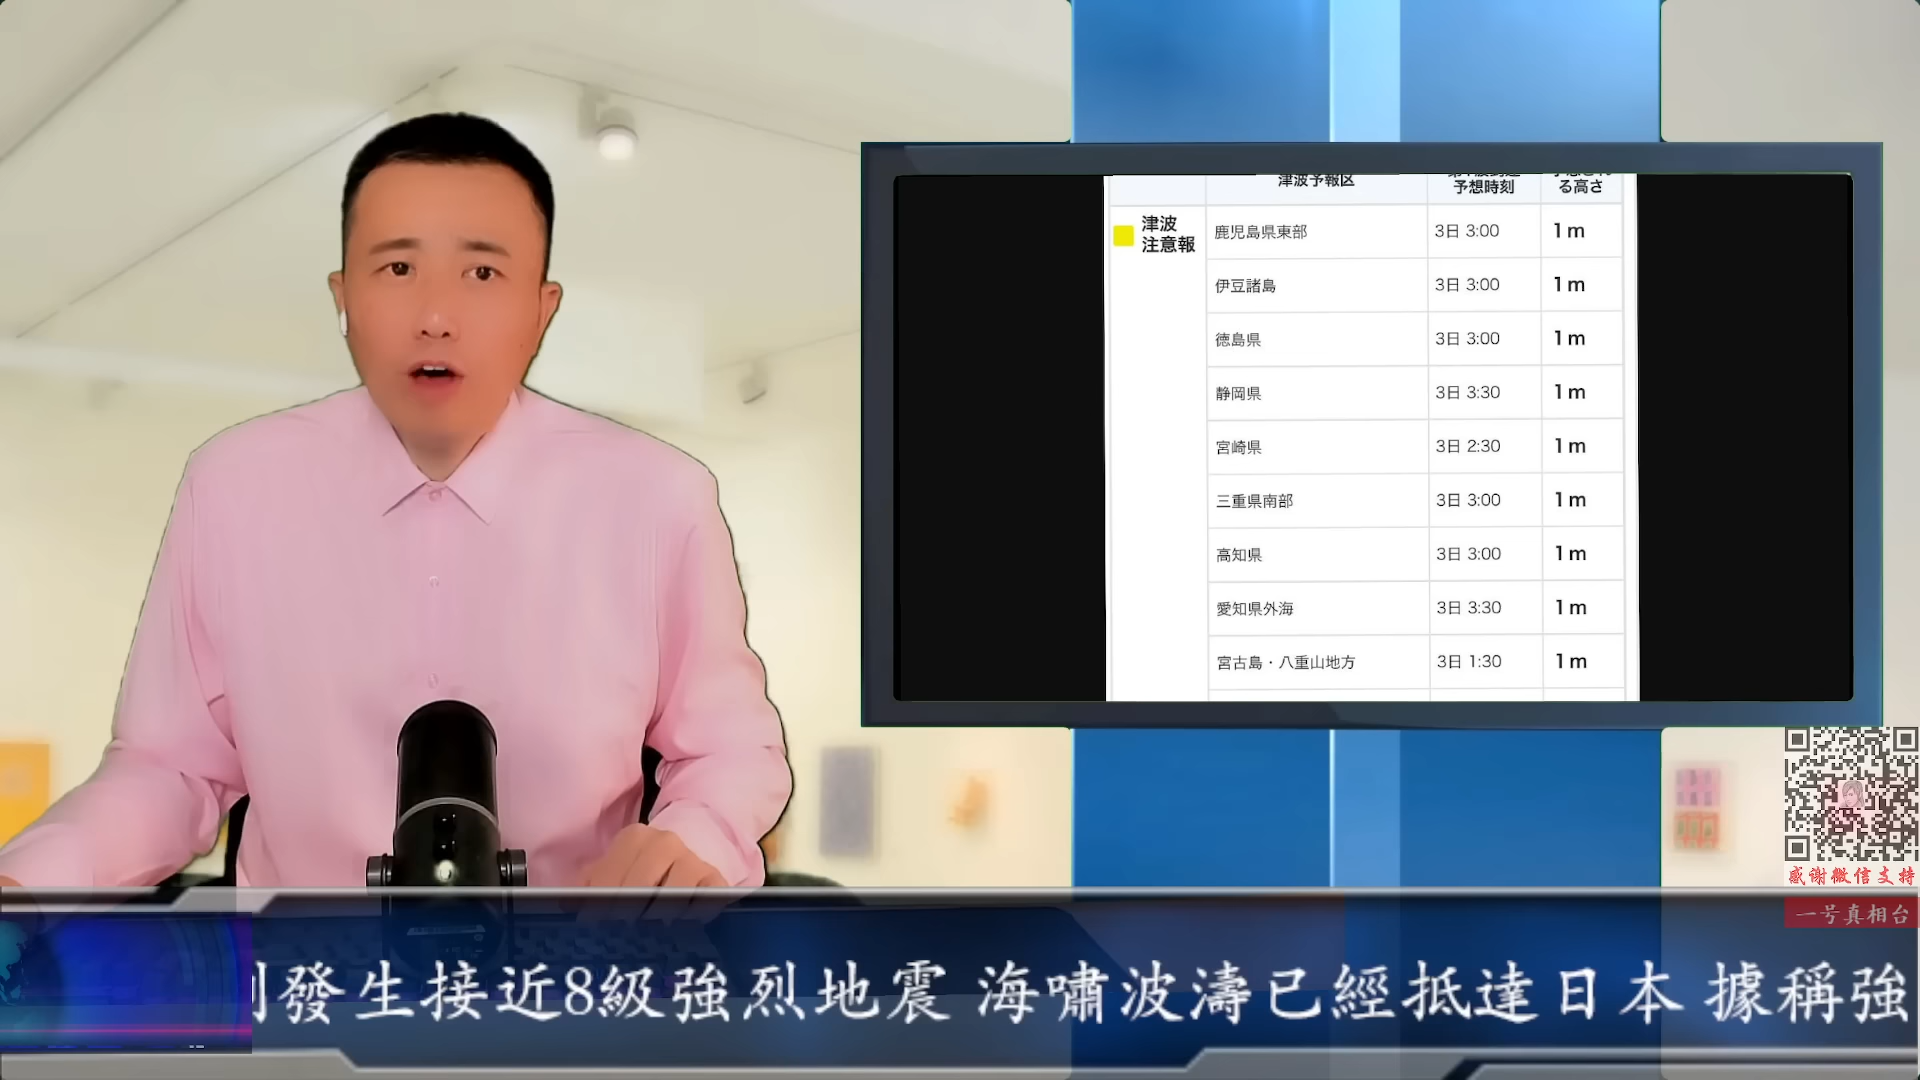 津波予報区
予想時刻
る高さ
津波
注意報
鹿児島県東部 3日 3:00 1m
伊豆諸島 3日 3:00 1m
徳島県 3日 3:00 1m
静岡県 3日 3:30 1m
宮崎県 3日 2:30 1m
三重県南部 3日 3:00 1m
高知県 3日 3:00 1m
愛知県外海 3日 3:30 1m
宮古島・八重山地方 3日 1:30 1m
感谢微信支持
一号真相台
發生接近8級強烈地震 海嘯波濤已經抵達日本 據稱強